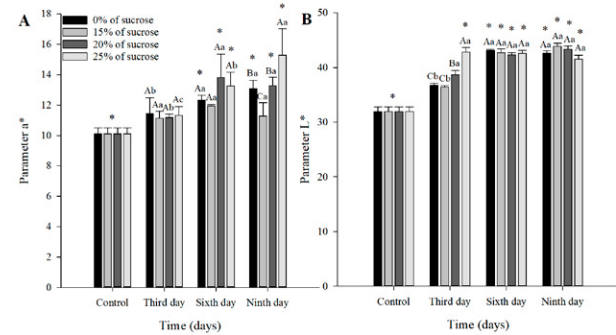 A
0% of sucrose
15% of sucrose
20% of sucrose
25% of sucrose
Parameter a*
18
16
14
12
10
8
6
4
2
0
*
Ab
Aa
Ab
Ac
*
Aa
Aa
*
Aa
*
Ab
*
Ba
Ca
*
Ba
*
Aa
Control
Third day
Sixth day
Ninth day
Time (days)
B
Parameter L*
50
40
30
20
10
0
*
Cb
Cb
Ba
*
Aa
* * * *
Aa Aa Aa Aa
* * * *
Aa Aa Aa Aa
Control
Third day
Sixth day
Ninth day
Time (days)